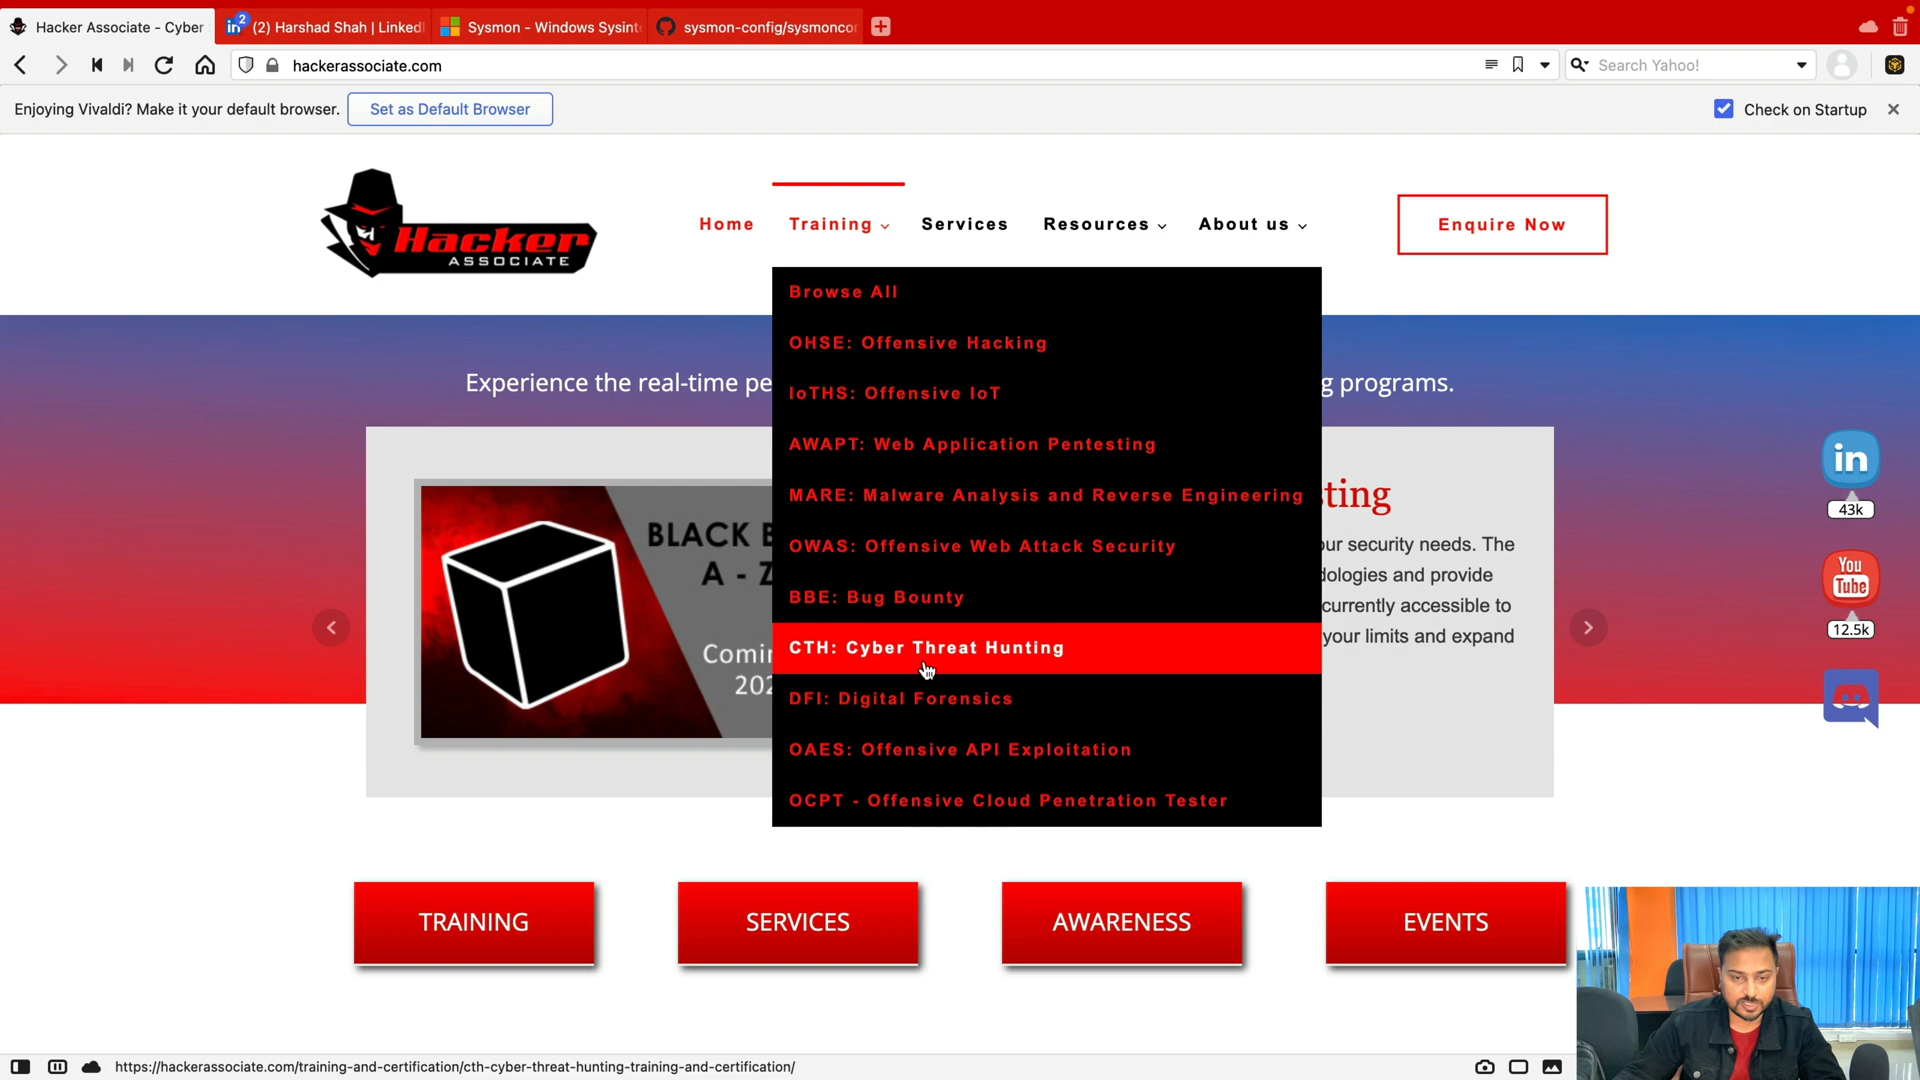 Hacker Associate - Cyber
2
(2) Harshad Shah | Linked
Sysmon - Windows Sysint
sysmon-config/sysmoncor
hackerassociate.com
Search Yahoo!
Enjoying Vivaldi? Make it your default browser.
Set as Default Browser
Check on Startup
Hacker
ASSOCIATE
Home
Training
Services
Resources
About us
Enquire Now
Browse All
OHSE: Offensive Hacking
IoTHS: Offensive IoT
AWAPT: Web Application Pentesting
MARE: Malware Analysis and Reverse Engineering
OWAS: Offensive Web Attack Security
BBE: Bug Bounty
CTH: Cyber Threat Hunting
DFI: Digital Forensics
OAES: Offensive API Exploitation
OCPT - Offensive Cloud Penetration Tester
Experience the real-time pe
g programs.
BLACK B
A - Z
Comin
202
ting
our security needs. The
dologies and provide
currently accessible to
your limits and expand
in
43k
You
Tube
12.5k
TRAINING
SERVICES
AWARENESS
EVENTS
https://hackerassociate.com/training-and-certification/cth-cyber-threat-hunting-training-and-certification/